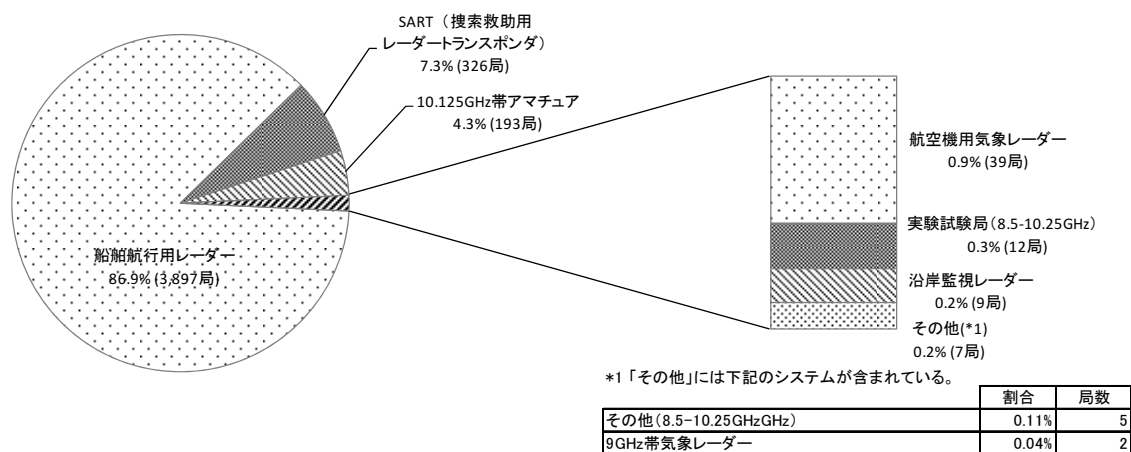 SART（捜索救助用
レーダートランスポンダ）
7.3% (326局)
10.125GHz帯アマチュア
4.3% (193局)
船舶航行用レーダー
86.9% (3,897局)
航空機用気象レーダー
0.9% (39局)
実験試験局(8.5-10.25GHz)
0.3% (12局)
沿岸監視レーダー
0.2% (9局)
その他(*1)
0.2% (7局)
*1 「その他」には下記のシステムが含まれている。
割合 局数
その他(8.5-10.25GHzGHz) 0.11% 5
9GHz帯気象レーダー 0.04% 2